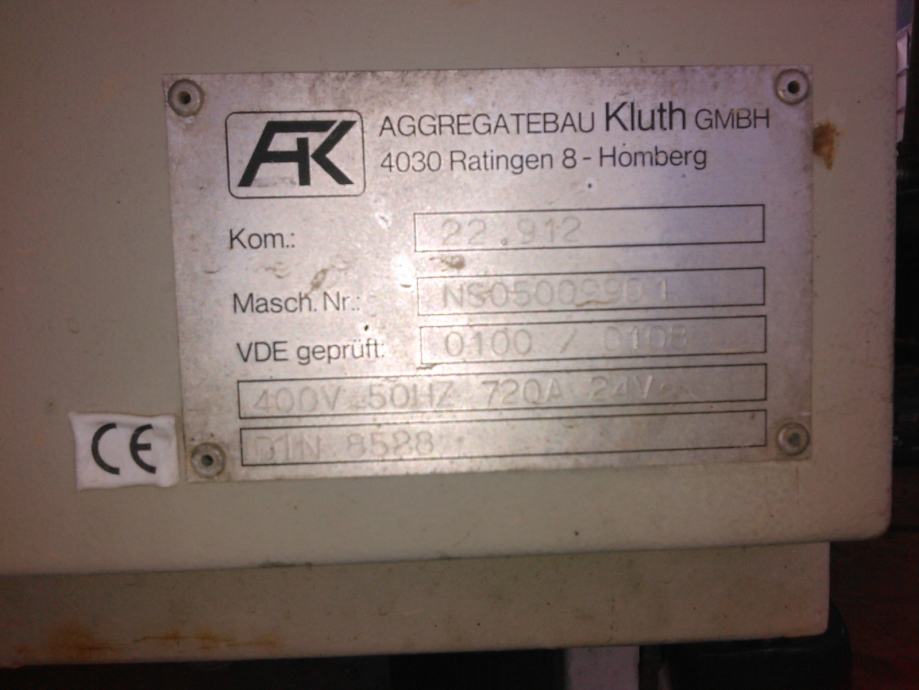 AK
AGGREGATEBAU Kluth GMBH
4030 Ratingen 8 - Homberg
Kom.: 22.912
Masch. Nr.:
VDE geprüft: 0100 / 0108
400V 50HZ 720A 24V
DIN 8528
CE